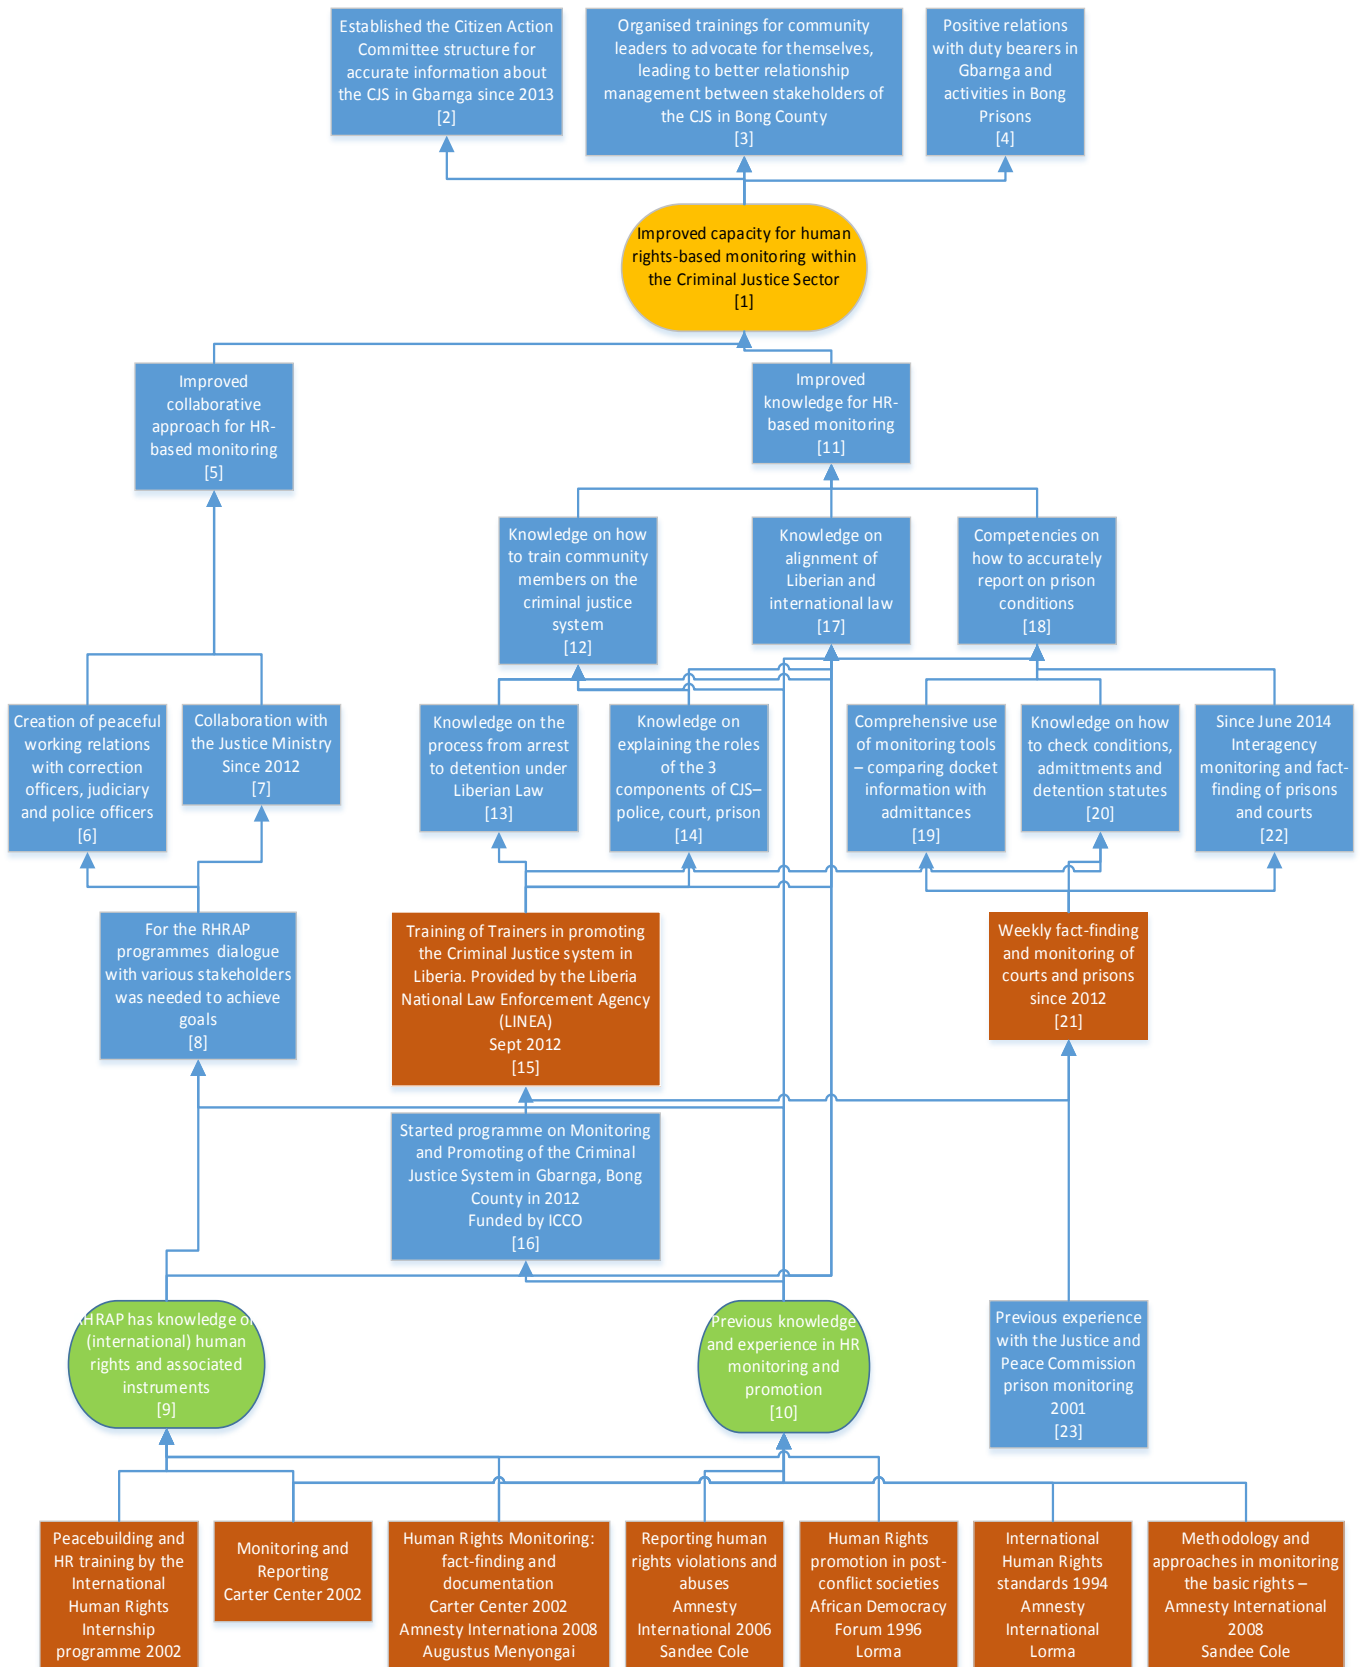 Established the Citizen Action
Committee structure for
accurate information about
the CJS in Gbarnga since 2013
[2]
Organised trainings for community
leaders to advocate for themselves,
leading to better relationship
management between stakeholders of
the CJS in Bong County
[3]
Positive relations
with duty bearers in
Gbarnga and
activities in Bong
Prisons
[4]
Improved capacity for human
rights-based monitoring within
the Criminal Justice Sector
[1]
Improved
collaborative
approach for HR-
based monitoring
[5]
Improved
knowledge for HR-
based monitoring
[11]
Knowledge on how
to train community
members on the
criminal justice
system
[12]
Knowledge on
alignment of
Liberian and
international law
[17]
Competencies on
how to accurately
report on prison
conditions
[18]
Creation of peaceful
working relations
with correction
officers, judiciary
and police officers
[6]
Collaboration with
the Justice Ministry
Since 2012
[7]
Knowledge on the
process from arrest
to detention under
Liberian Law
[13]
Knowledge on
explaining the roles
of the 3
components of CJS–
police, court, prison
[14]
Comprehensive use
of monitoring tools
– comparing docket
information with
admittances
[19]
Knowledge on how
to check conditions,
admittments and
detention statutes
[20]
Since June 2014
Interagency
monitoring and fact-
finding of prisons
and courts
[22]
For the RHRAP
programmes dialogue
with various stakeholders
was needed to achieve
goals
[8]
Training of Trainers in promoting
the Criminal Justice system in
Liberia. Provided by the Liberia
National Law Enforcement Agency
(LINEA)
Sept 2012
[15]
Weekly fact-finding
and monitoring of
courts and prisons
since 2012
[21]
Started programme on Monitoring
and Promoting of the Criminal
Justice System in Gbarnga, Bong
County in 2012
Funded by ICCO
[16]
RHRAP has knowledge on
(international) human
rights and associated
instruments
[9]
Previous knowledge
and experience in HR
monitoring and
promotion
[10]
Previous experience
with the Justice and
Peace Commission
prison monitoring
2001
[23]
Peacebuilding and
HR training by the
International
Human Rights
Internship
programme 2002
Monitoring and
Reporting
Carter Center 2002
Human Rights Monitoring:
fact-finding and
documentation
Carter Center 2002
Amnesty Internationa 2008
Augustus Menyongai
Reporting human
rights violations and
abuses
Amnesty
International 2006
Sandee Cole
Human Rights
promotion in post-
conflict societies
African Democracy
Forum 1996
Lorma
International
Human Rights
standards 1994
Amnesty
International
Lorma
Methodology and
approaches in monitoring
the basic rights –
Amnesty International
2008
Sandee Cole